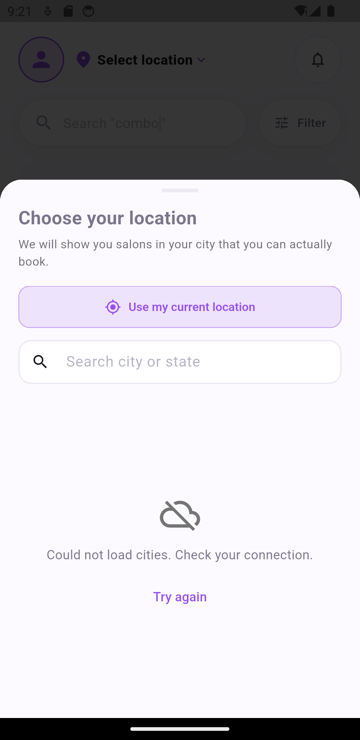 9:21
Select location
Search "combo"
Filter
Choose your location
We will show you salons in your city that you can actually
book.
Use my current location
Search city or state
Could not load cities. Check your connection.
Try again